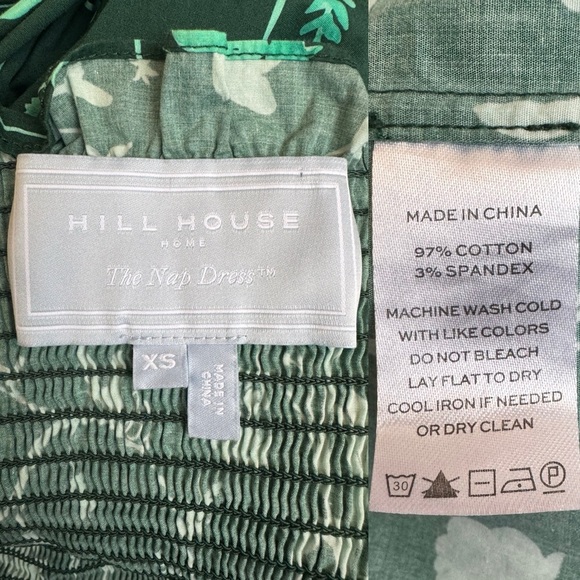 HILL HOUSE
HOME
The Nap Dress™
XS
MADE IN
CHINA
MADE IN CHINA
97% COTTON
3% SPANDEX
MACHINE WASH COLD
WITH LIKE COLORS
DO NOT BLEACH
LAY FLAT TO DRY
COOL IRON IF NEEDED
OR DRY CLEAN
30 P